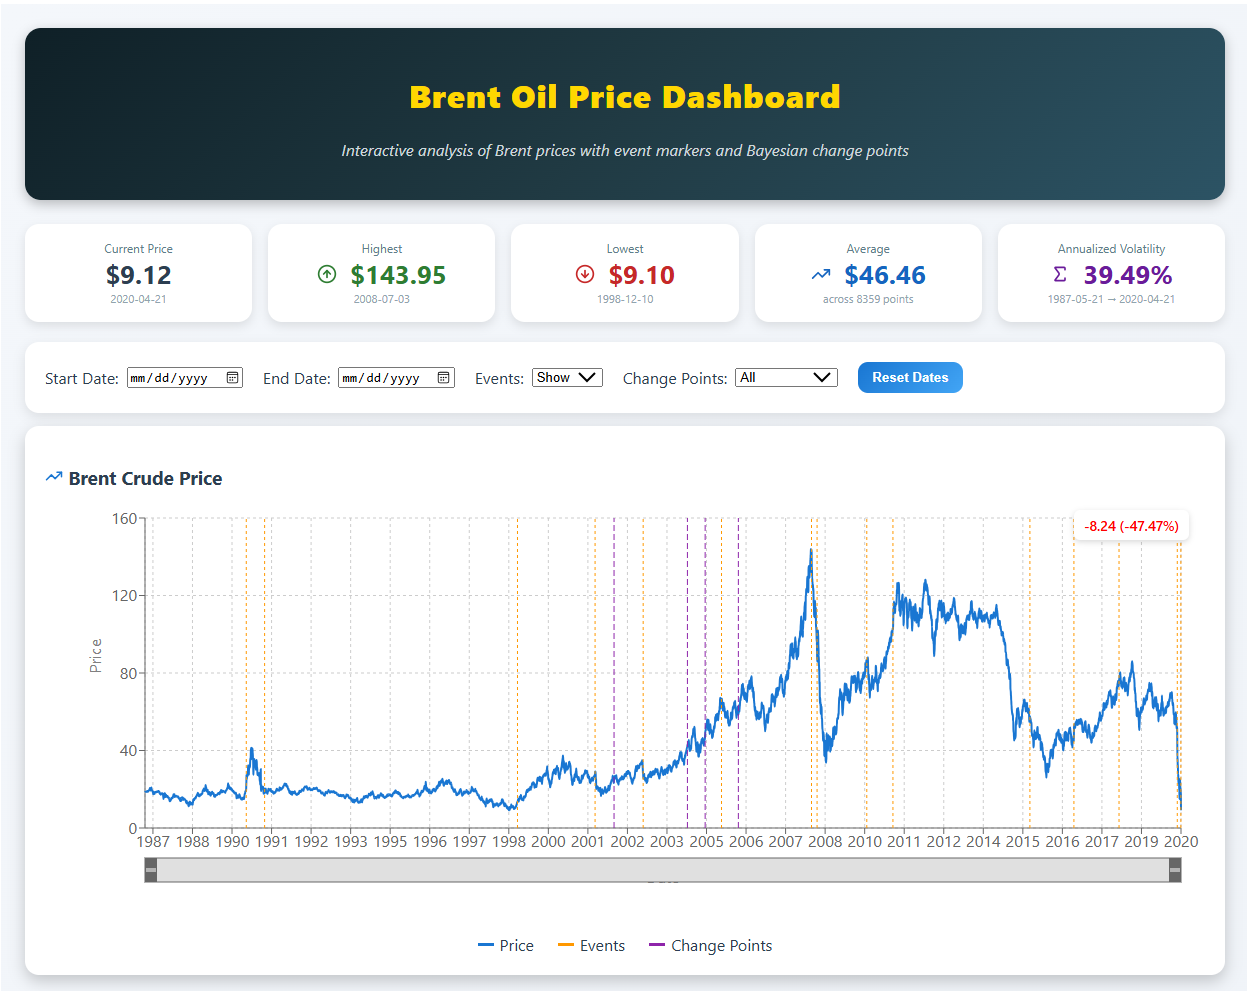 Brent Oil Price Dashboard
Interactive analysis of Brent prices with event markers and Bayesian change points
Current Price
$9.12
2020-04-21
Highest
$143.95
2008-07-03
Lowest
$9.10
1998-12-10
Average
$46.46
across 8359 points
Annualized Volatility
39.49%
1987-05-21 → 2020-04-21
Start Date: mm/dd/yyyy End Date: mm/dd/yyyy Events: Show Change Points: All Reset Dates
Brent Crude Price
-8.24 (-47.47%)
160
120
80
40
0
Price
1987 1988 1990 1991 1992 1993 1995 1996 1997 1998 2000 2001 2002 2003 2005 2006 2007 2008 2010 2011 2012 2014 2015 2016 2017 2019 2020
Price Events Change Points